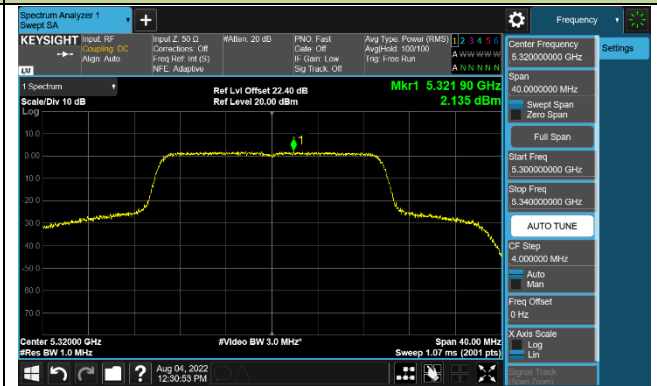 Spectrum Analyzer 1
Swept SA
+
Frequency
KEYSIGHT
Input: RF
Coupling: DC
Align: Auto
Input Z: 50 Ω
Corrections: Off
Freq Ref: Int (S)
NFE: Adaptive
#Atten: 20 dB
PNO: Fast
Gate: Off
IF Gain: Low
Sig Track: Off
Avg Type: Power (RMS)
Avg|Hold: 100/100
Trig: Free Run
1 2 3 4 5 6
A W W W W W
A N N N N N
LXI
1 Spectrum
Scale/Div 10 dB
Log
Ref Lvl Offset 22.40 dB
Ref Level 20.00 dBm
Mkr1 5.321 90 GHz
2.135 dBm
1
10.0
0.00
-10.0
-20.0
-30.0
-40.0
-50.0
-60.0
-70.0
Center 5.32000 GHz
#Res BW 1.0 MHz
#Video BW 3.0 MHz*
Span 40.00 MHz
Sweep 1.07 ms (2001 pts)
Center Frequency
5.320000000 GHz
Settings
Span
40.0000000 MHz
Swept Span
Zero Span
Full Span
Start Freq
5.300000000 GHz
Stop Freq
5.340000000 GHz
AUTO TUNE
CF Step
4.000000 MHz
Auto
Man
Freq Offset
0 Hz
X Axis Scale
Log
Lin
Signal Track
(Span Zoom)
?
Aug 04, 2022
12:30:53 PM